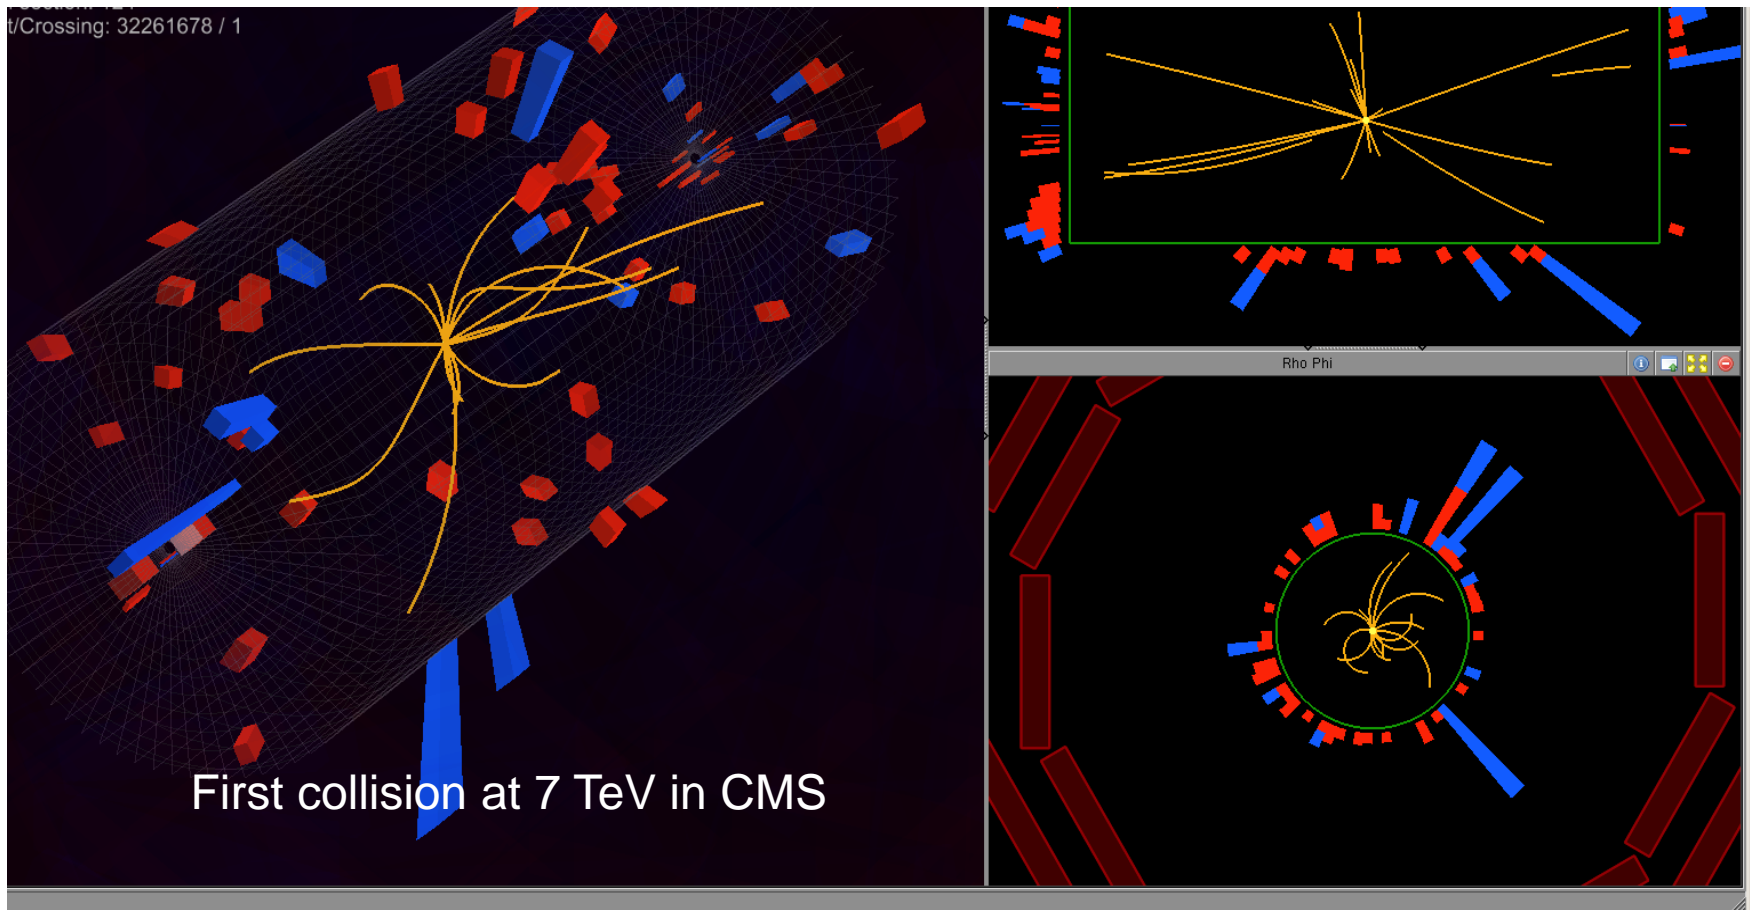 t/Crossing: 32261678 / 1
Rho Phi
First collision at 7 TeV in CMS